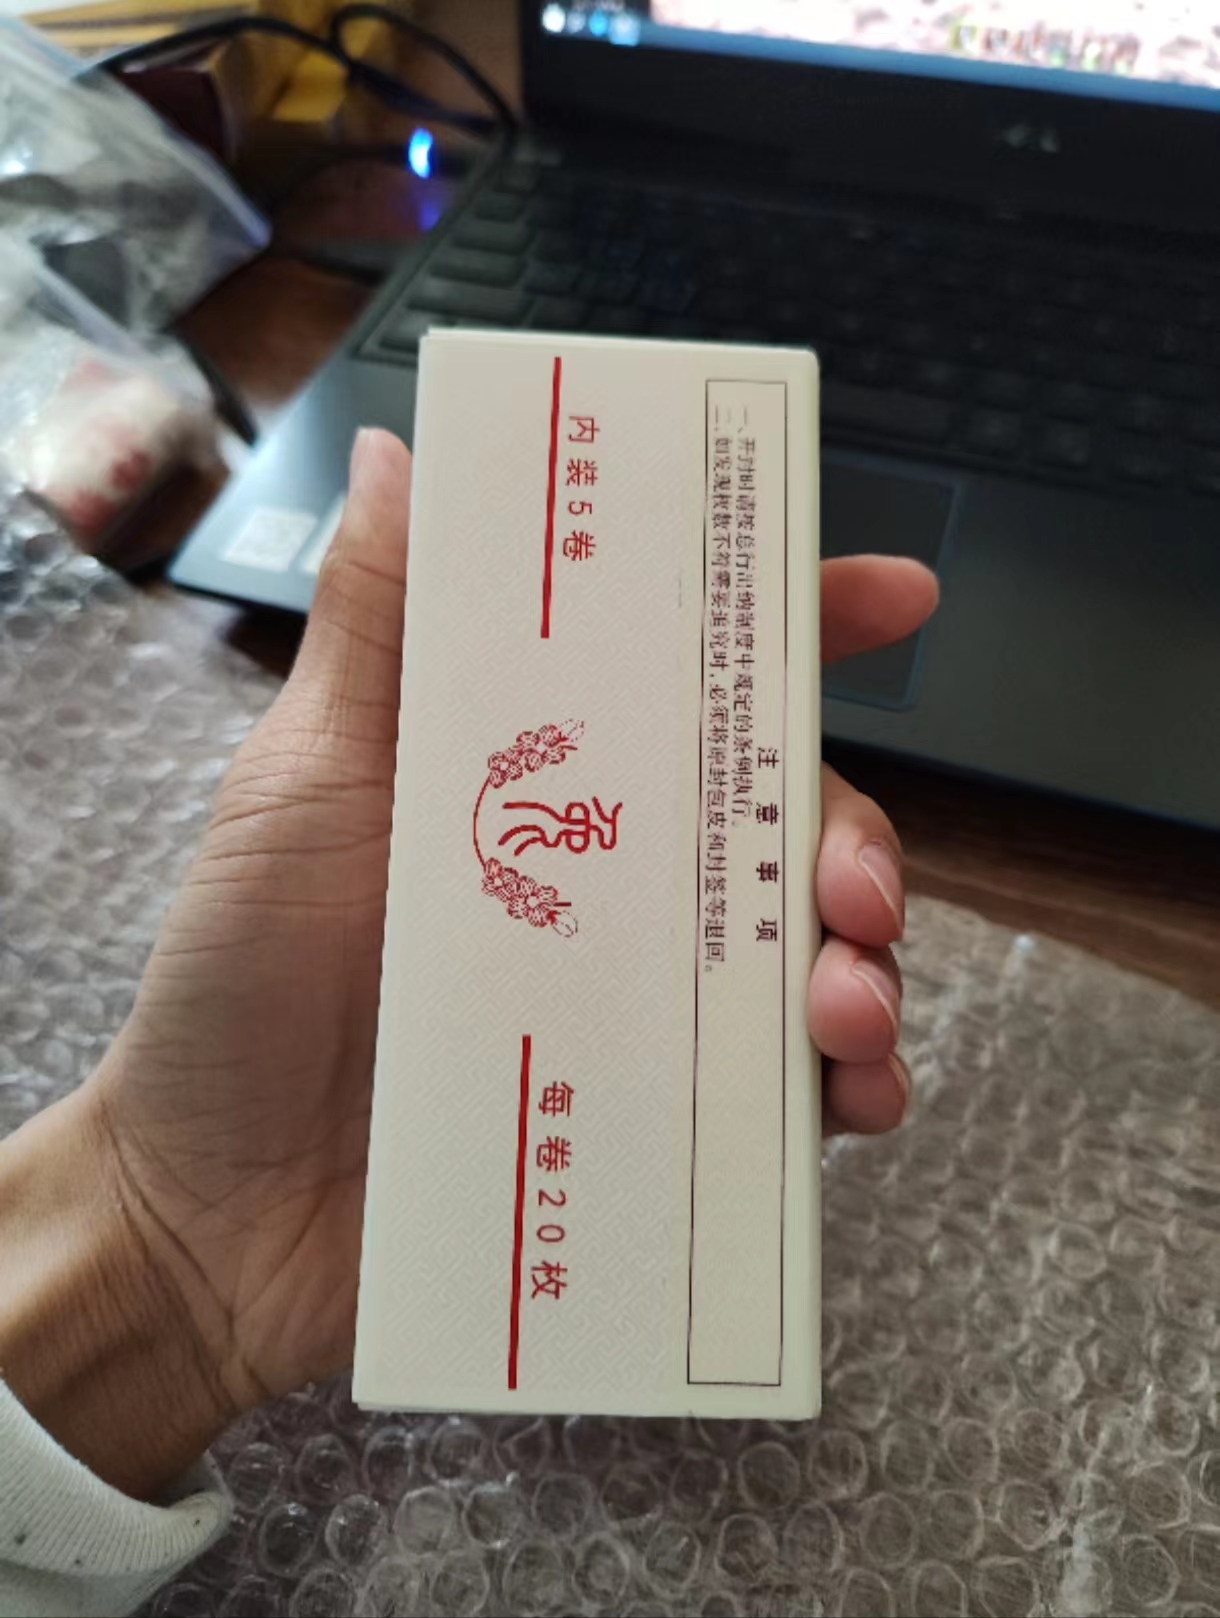 注意事项
一、开封时请按总行出纳制度中规定的条例执行。
二、如发现枚数不符需要追究时，必须将原封包皮和封签等退回。
内装5卷
每卷20枚